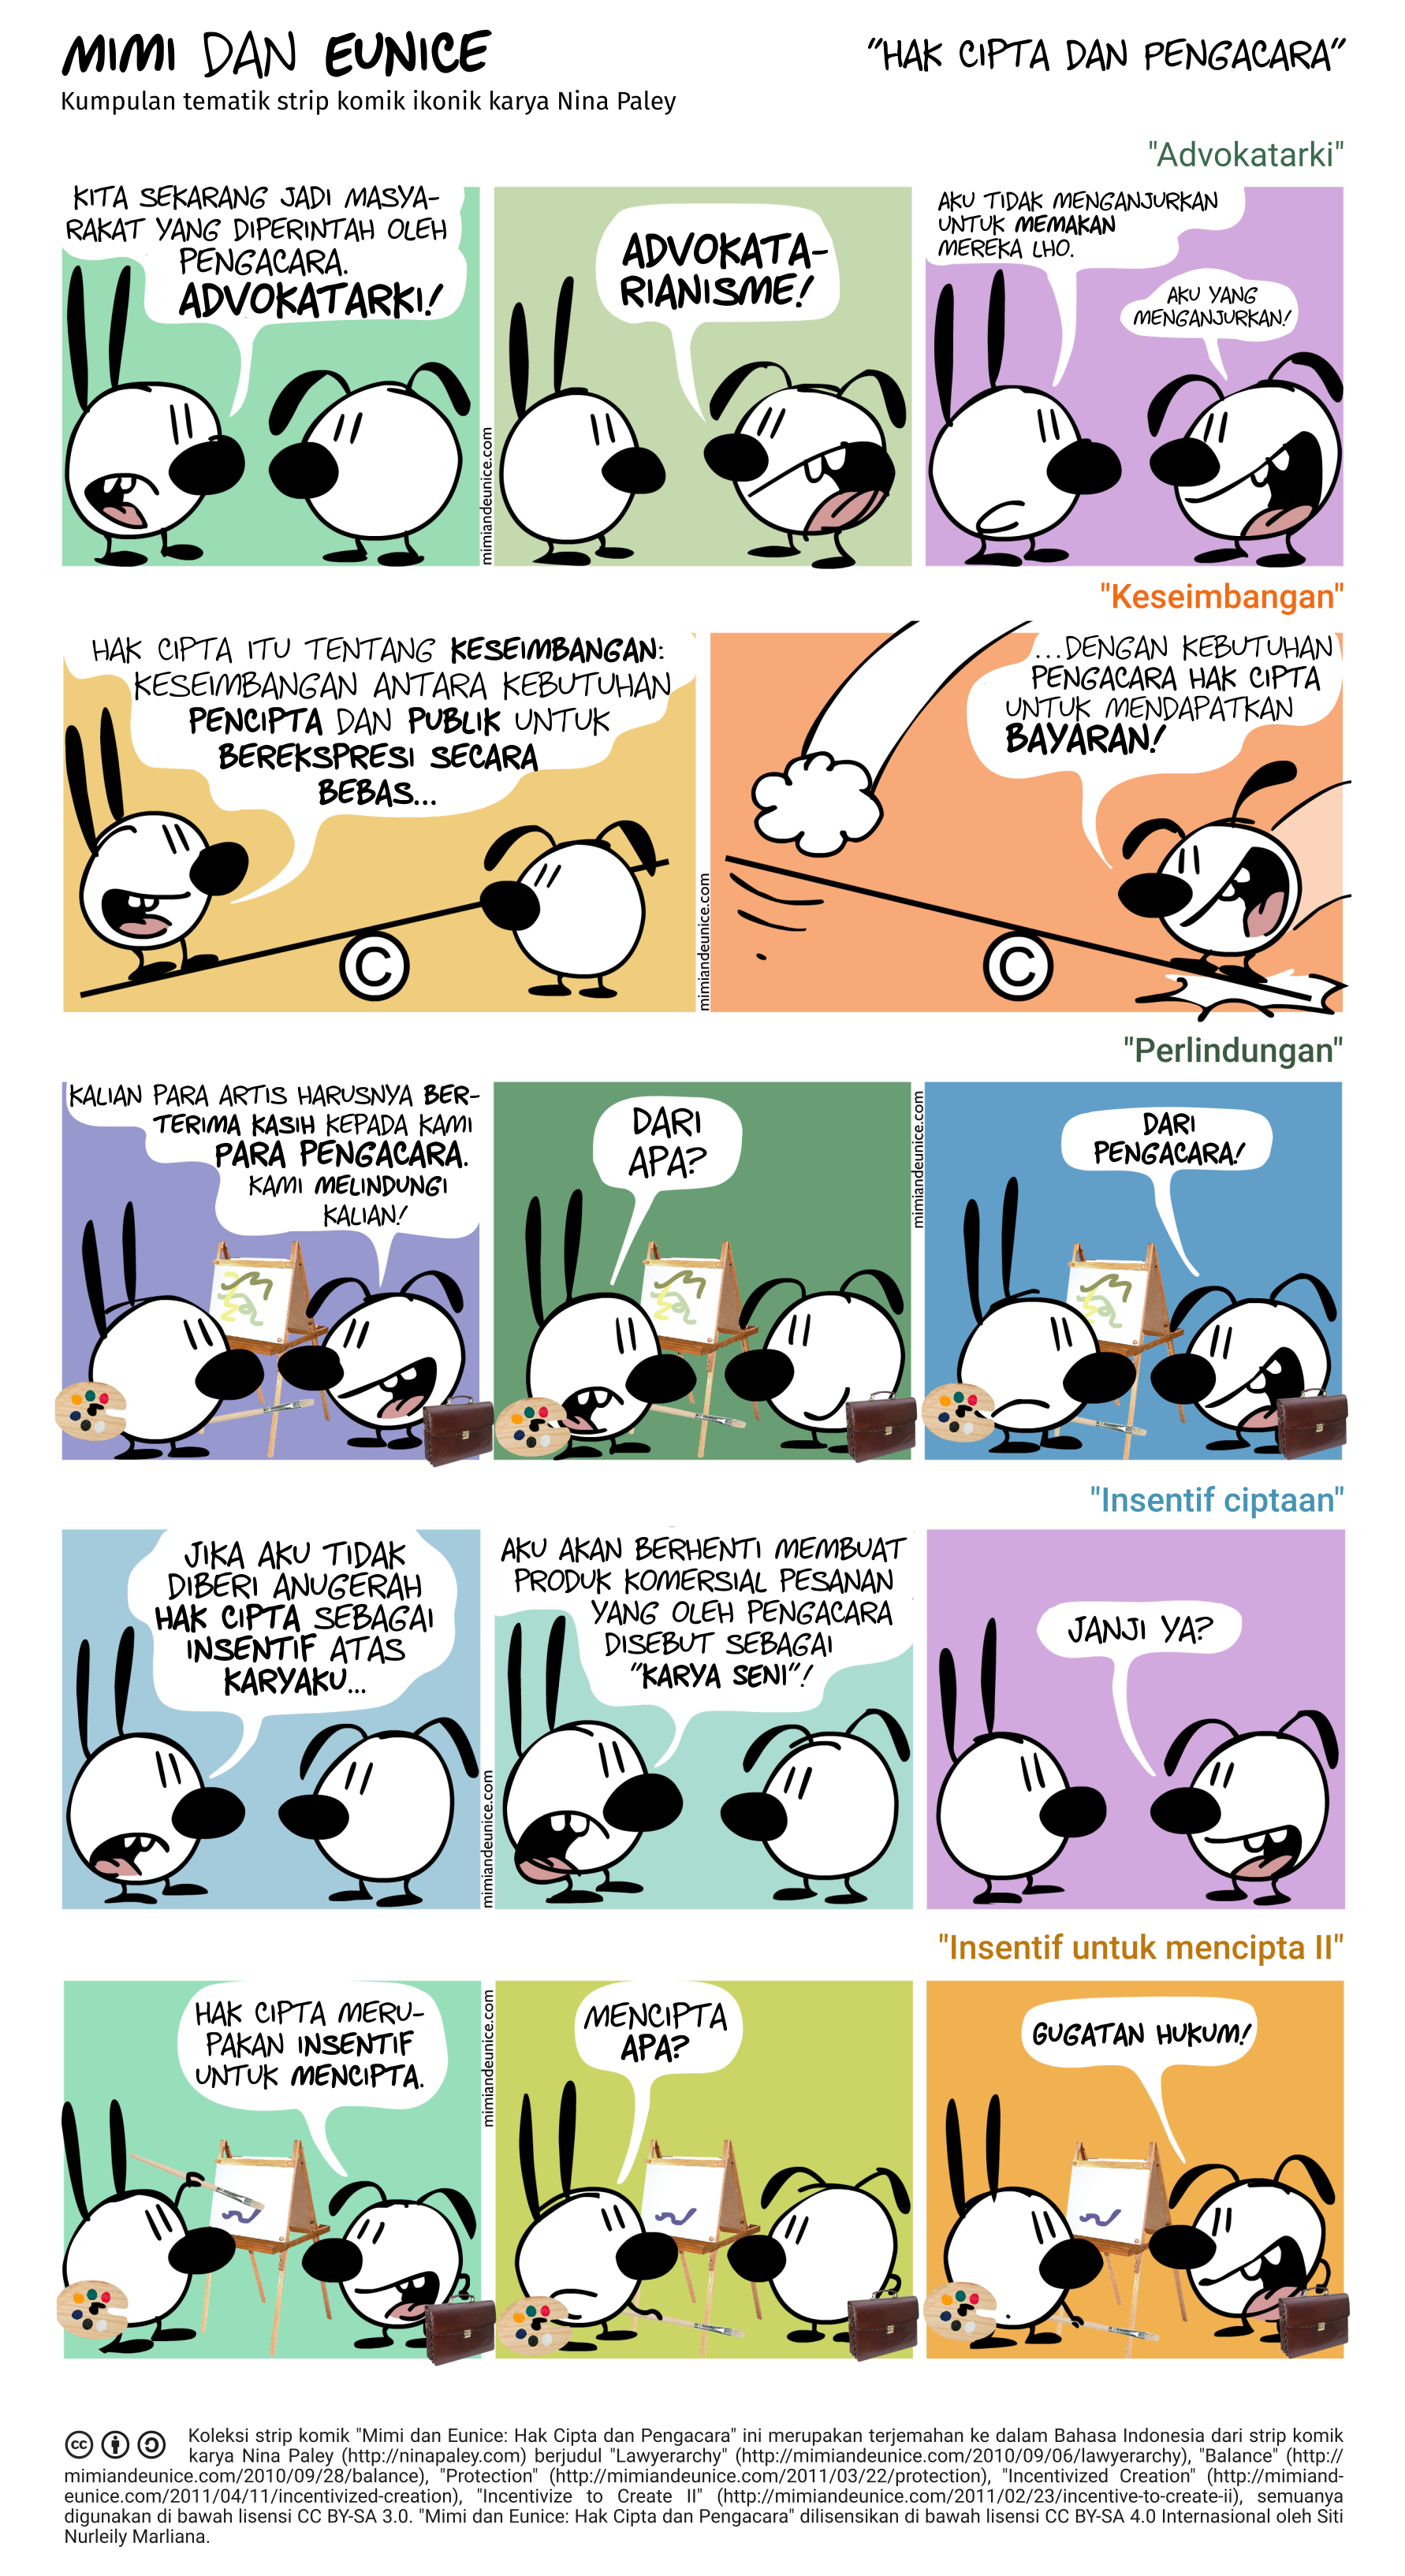 MIMI DAN EUNICE
"HAK CIPTA DAN PENGACARA"
Kumpulan tematik strip komik ikonik karya Nina Paley
"Advokatarki"
KITA SEKARANG JADI MASYA-
RAKAT YANG DIPERINTAH OLEH
PENGACARA.
ADVOKATARKI!
mimiandeunice.com
ADVOKATA-
RIANISME!
AKU TIDAK MENGANJURKAN
UNTUK MEMAKAN
MEREKA LHO.
AKU YANG
MENGANJURKAN!
"Keseimbangan"
HAK CIPTA ITU TENTANG KESEIMBANGAN:
KESEIMBANGAN ANTARA KEBUTUHAN
PENCIPTA DAN PUBLIK UNTUK
BEREKSPRESI SECARA
BEBAS...
©
mimiandeunice.com
...DENGAN KEBUTUHAN
PENGACARA HAK CIPTA
UNTUK MENDAPATKAN
BAYARAN!
©
"Perlindungan"
KALIAN PARA ARTIS HARUSNYA BER-
TERIMA KASIH KEPADA KAMI
PARA PENGACARA.
KAMI MELINDUNGI
KALIAN!
DARI
APA?
mimiandeunice.com
DARI
PENGACARA!
"Insentif ciptaan"
JIKA AKU TIDAK
DIBERI ANUGERAH
HAK CIPTA SEBAGAI
INSENTIF ATAS
KARYAKU...
mimiandeunice.com
AKU AKAN BERHENTI MEMBUAT
PRODUK KOMERSIAL PESANAN
YANG OLEH PENGACARA
DISEBUT SEBAGAI
"KARYA SENI"!
JANJI YA?
"Insentif untuk mencipta II"
HAK CIPTA MERU-
PAKAN INSENTIF
UNTUK MENCIPTA.
mimiandeunice.com
MENCIPTA
APA?
GUGATAN HUKUM!
cc
Koleksi strip komik "Mimi dan Eunice: Hak Cipta dan Pengacara" ini merupakan terjemahan ke dalam Bahasa Indonesia dari strip komik
karya Nina Paley (http://ninapaley.com) berjudul "Lawyerarchy" (http://mimiandeunice.com/2010/09/06/lawyerarchy), "Balance" (http://
mimiandeunice.com/2010/09/28/balance), "Protection" (http://mimiandeunice.com/2011/03/22/protection), "Incentivized Creation" (http://mimiand-
eunice.com/2011/04/11/incentivized-creation), "Incentivize to Create II" (http://mimiandeunice.com/2011/02/23/incentive-to-create-ii), semuanya
digunakan di bawah lisensi CC BY-SA 3.0. "Mimi dan Eunice: Hak Cipta dan Pengacara" dilisensikan di bawah lisensi CC BY-SA 4.0 Internasional oleh Siti
Nurleily Marliana.